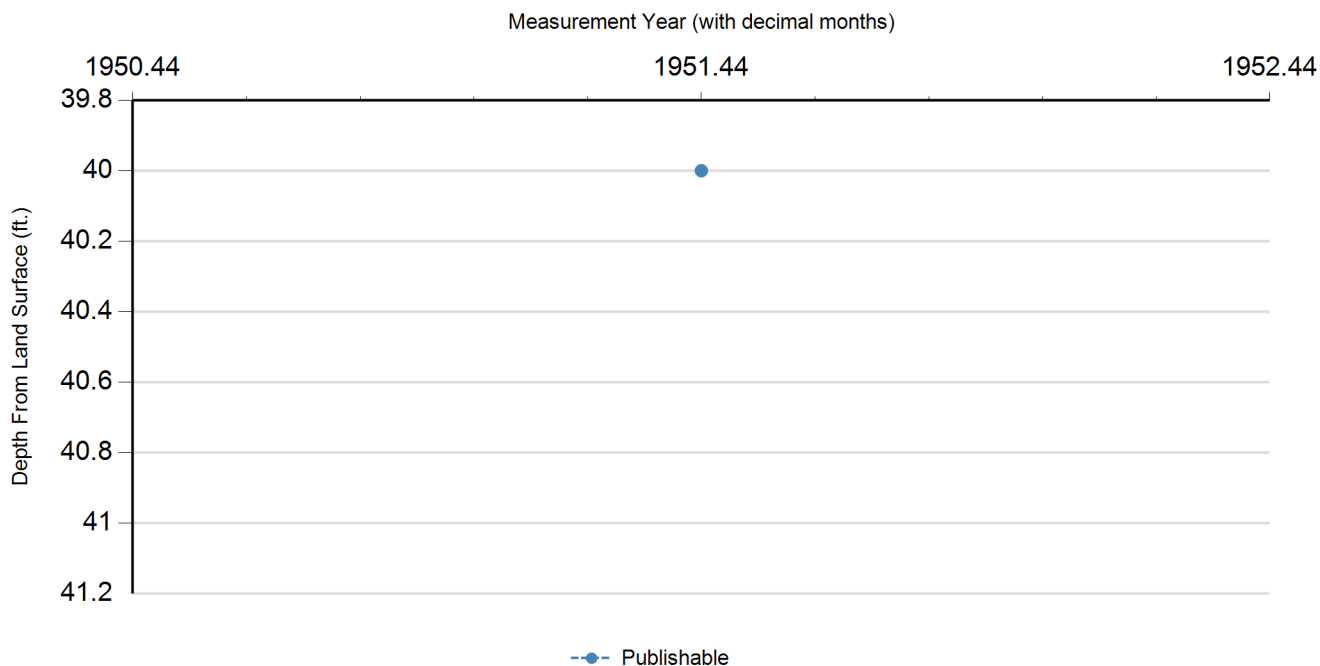 Measurement Year (with decimal months)
1950.44 1951.44 1952.44
39.8
40
40.2
40.4
40.6
40.8
41
41.2
Depth From Land Surface (ft.)
Publishable